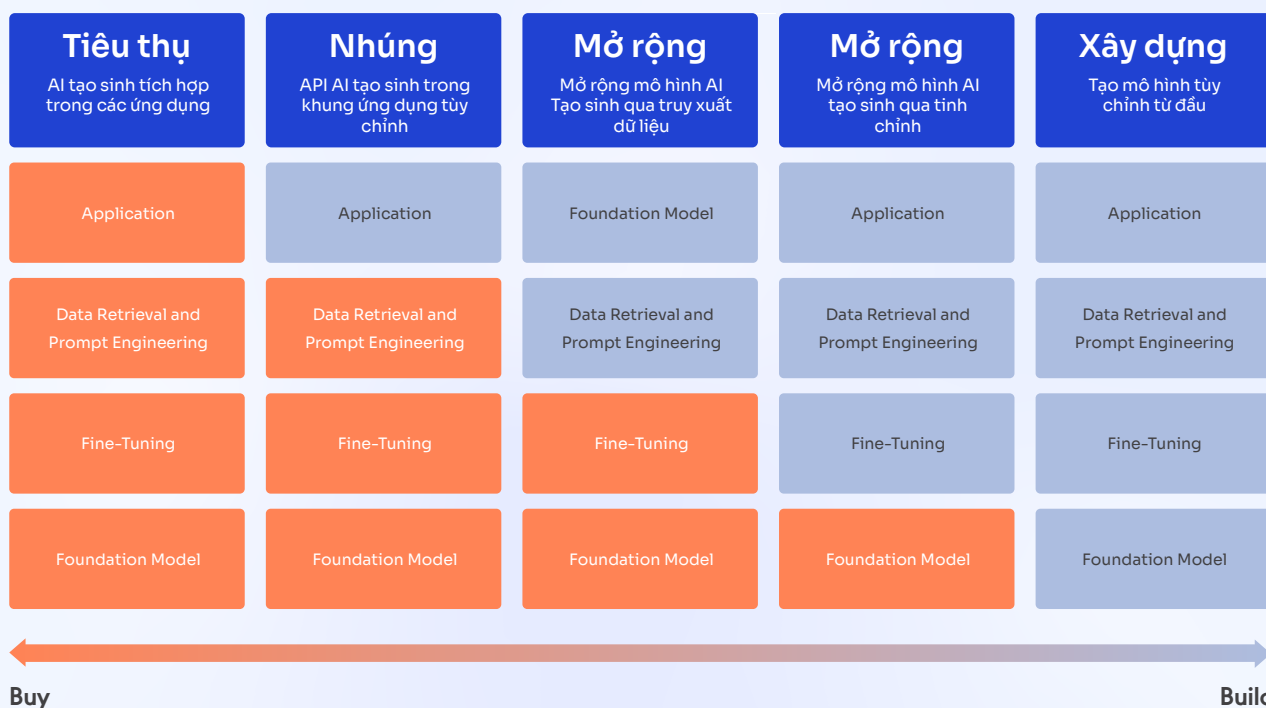 Tiêu thụ
AI tạo sinh tích hợp
trong các ứng dụng
Nhúng
API AI tạo sinh trong
khung ứng dụng tùy
chỉnh
Mở rộng
Mở rộng mô hình AI
Tạo sinh qua truy xuất
dữ liệu
Mở rộng
Mở rộng mô hình AI
tạo sinh qua tinh
chỉnh
Xây dựng
Tạo mô hình tùy
chỉnh từ đầu
Application
Application
Foundation Model
Application
Application
Data Retrieval and
Prompt Engineering
Data Retrieval and
Prompt Engineering
Data Retrieval and
Prompt Engineering
Data Retrieval and
Prompt Engineering
Data Retrieval and
Prompt Engineering
Fine-Tuning
Fine-Tuning
Fine-Tuning
Fine-Tuning
Fine-Tuning
Foundation Model
Foundation Model
Foundation Model
Foundation Model
Foundation Model
Buy
Build